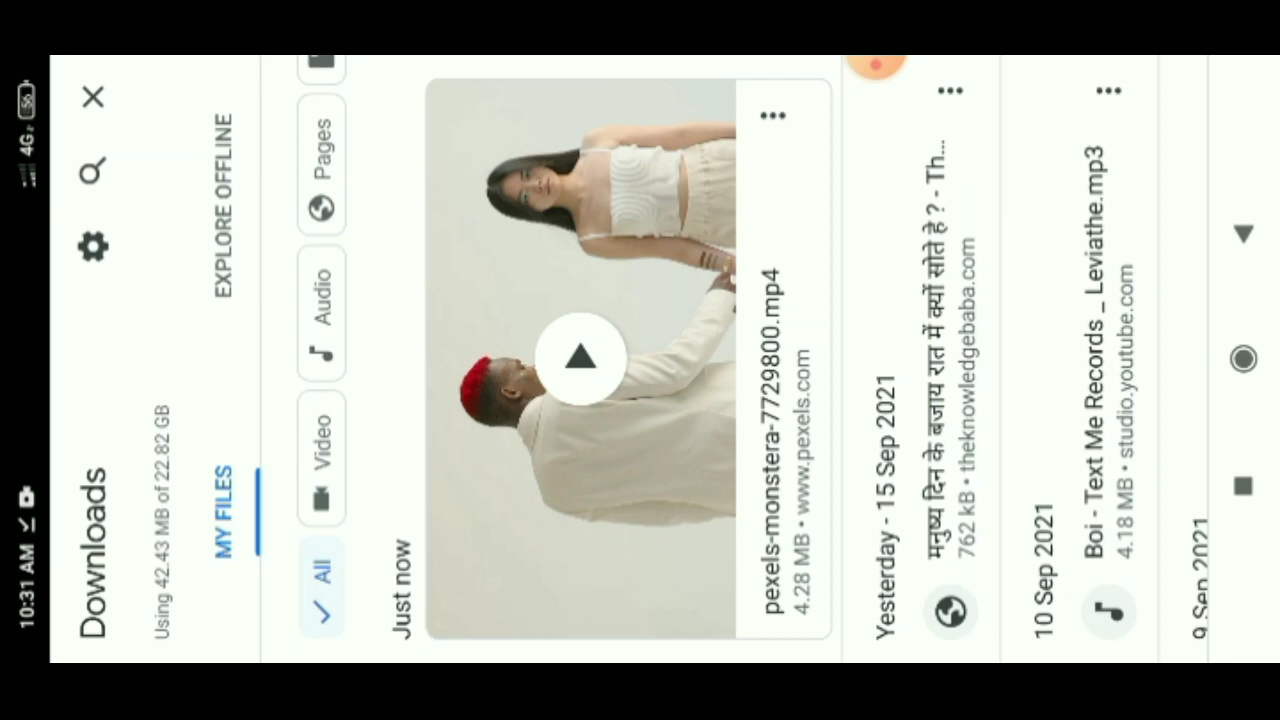 10:31 AM
4G
56
Downloads
Using 42.43 MB of 22.82 GB
MY FILES
EXPLORE OFFLINE
All
Video
Audio
Pages
Just now
pexels-monstera-7729800.mp4
4.28 MB • www.pexels.com
Yesterday - 15 Sep 2021
मनुष्य दिन के बजाय रात में क्यों सोते है ? - Th...
762 kB • theknowledgebaba.com
10 Sep 2021
Boi - Text Me Records _ Leviathe.mp3
4.18 MB • studio.youtube.com
9 Sep 2021